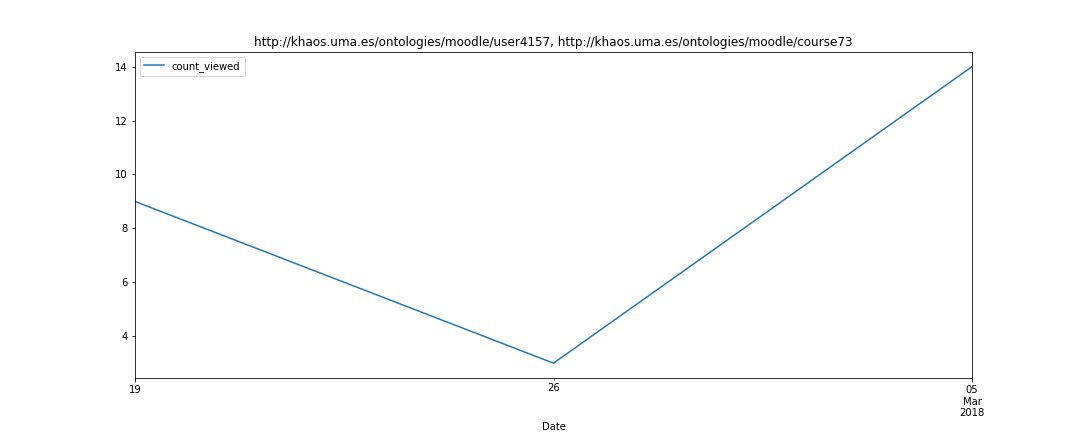 http://khaos.uma.es/ontologies/moodle/user4157, http://khaos.uma.es/ontologies/moodle/course73
count_viewed
14
12
10
8
6
4
19 26 05
Mar
2018
Date